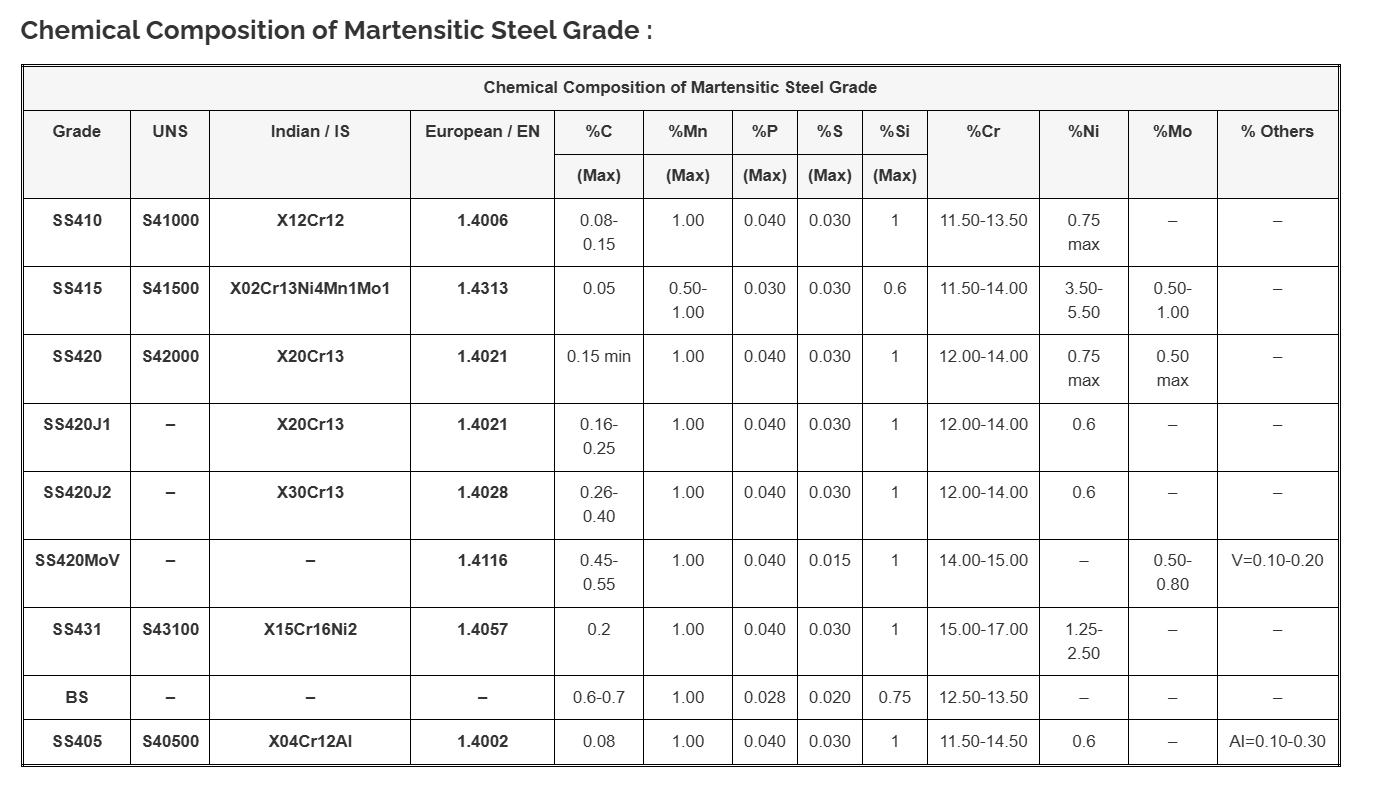 Chemical Composition of Martensitic Steel Grade :
Chemical Composition of Martensitic Steel Grade
Grade UNS Indian / IS European / EN %C %Mn %P %S %Si %Cr %Ni %Mo % Others
(Max) (Max) (Max) (Max) (Max)
SS410 S41000 X12Cr12 1.4006 0.08- 1.00 0.040 0.030 1 11.50-13.50 0.75 – –
0.15 max
SS415 S41500 X02Cr13Ni4Mn1Mo1 1.4313 0.05 0.50- 0.030 0.030 0.6 11.50-14.00 3.50- 0.50- –
1.00 5.50 1.00
SS420 S42000 X20Cr13 1.4021 0.15 min 1.00 0.040 0.030 1 12.00-14.00 0.75 0.50 –
max max
SS420J1 – X20Cr13 1.4021 0.16- 1.00 0.040 0.030 1 12.00-14.00 0.6 – –
0.25
SS420J2 – X30Cr13 1.4028 0.26- 1.00 0.040 0.030 1 12.00-14.00 0.6 – –
0.40
SS420MoV – – 1.4116 0.45- 1.00 0.040 0.015 1 14.00-15.00 – 0.50- V=0.10-0.20
0.55 0.80
SS431 S43100 X15Cr16Ni2 1.4057 0.2 1.00 0.040 0.030 1 15.00-17.00 1.25- – –
2.50
BS – – – 0.6-0.7 1.00 0.028 0.020 0.75 12.50-13.50 – – –
SS405 S40500 X04Cr12Al 1.4002 0.08 1.00 0.040 0.030 1 11.50-14.50 0.6 – Al=0.10-0.30